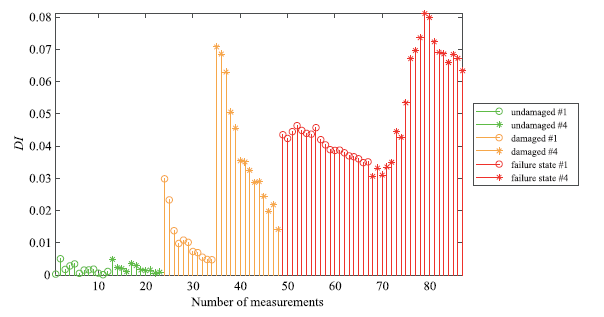 0.08
0.07
0.06
0.05
0.04
0.03
0.02
0.01
0
DI
10 20 30 40 50 60 70 80
Number of measurements
undamaged #1
undamaged #4
damaged #1
damaged #4
failure state #1
failure state #4